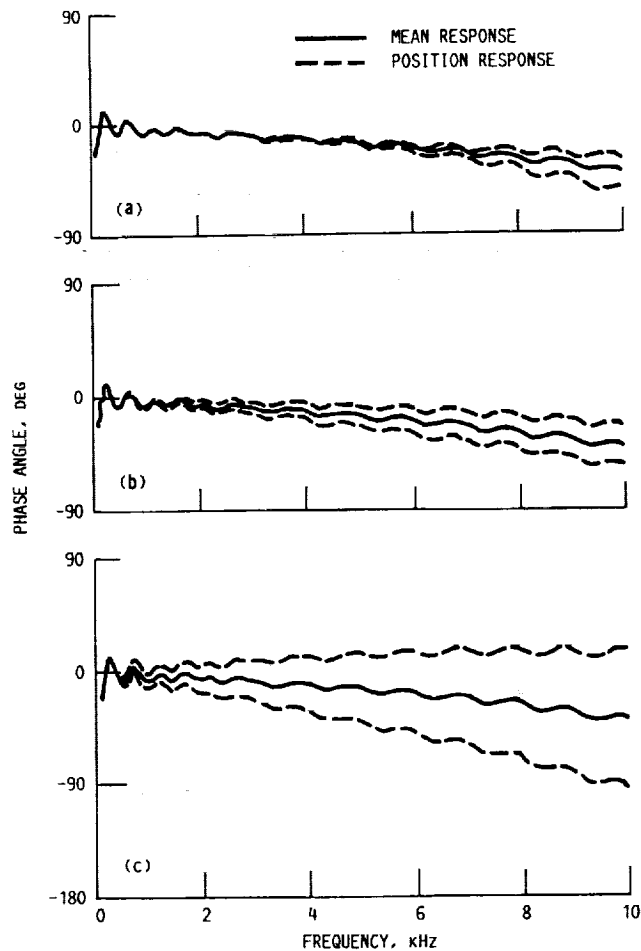 90
MEAN RESPONSE
POSITION RESPONSE
0
(a)
-90
90
0
(b)
-90
PHASE ANGLE, DEG
90
0
-90
(c)
-180
0 2 4 6 8 10
FREQUENCY, KHZ